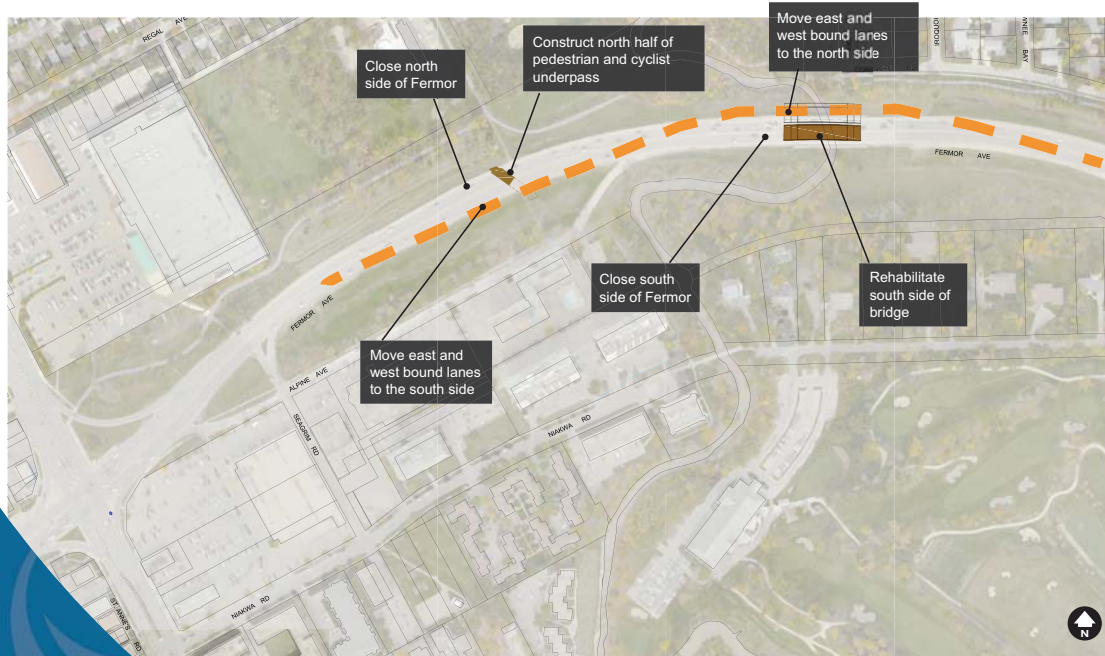 REGAL AVE
Close north
side of Fermor
Construct north half of
pedestrian and cyclist
underpass
Move east and
west bound lanes
to the north side
FERMOR AVE
Close south
side of Fermor
Rehabilitate
south side of
bridge
FERMOR AVE
Move east and
west bound lanes
to the south side
ALPINE AVE
SEAGRIM RD
NIAKWA RD
NIAKWA RD
ST. ANNE'S RD
BAY
N